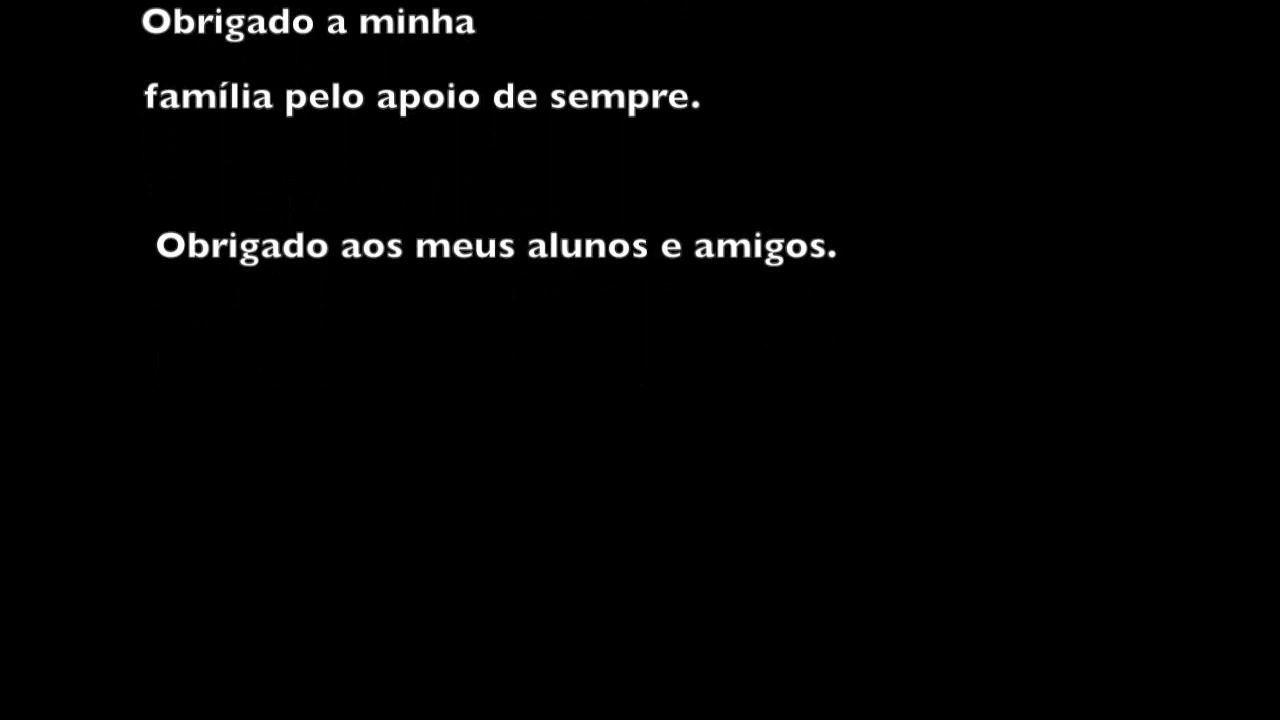 Obrigado a minha
família pelo apoio de sempre.
Obrigado aos meus alunos e amigos.